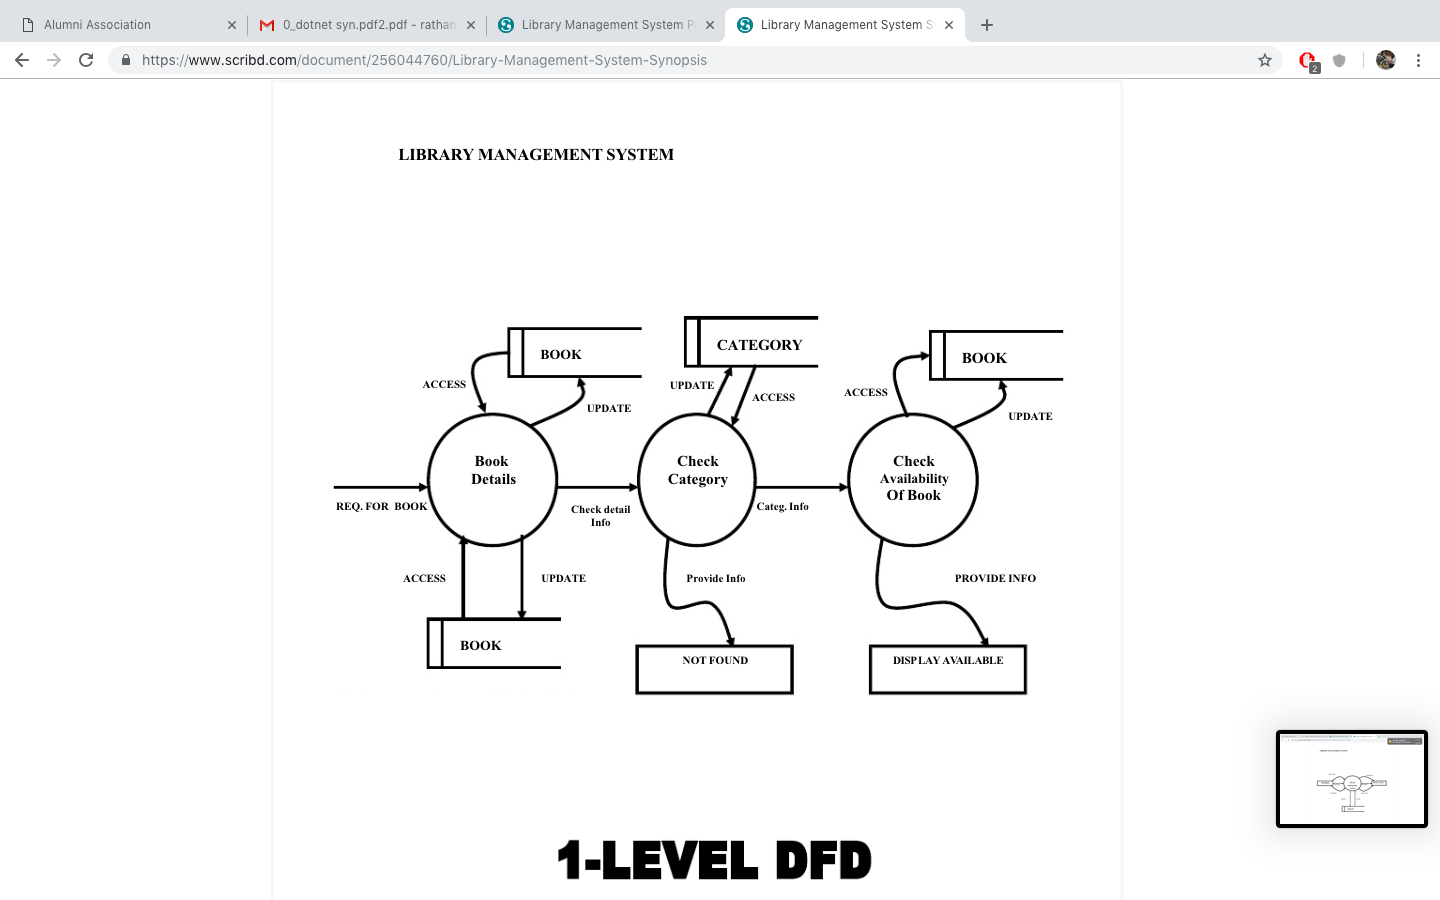 Alumni Association
0_dotnet syn.pdf2.pdf - rathan
Library Management System P
Library Management System S
https://www.scribd.com/document/256044760/Library-Management-System-Synopsis
2
LIBRARY MANAGEMENT SYSTEM
BOOK
CATEGORY
BOOK
ACCESS
UPDATE
UPDATE
ACCESS
ACCESS
UPDATE
Book
Details
Check
Category
Check
Availability
Of Book
REQ. FOR BOOK
Check detail
Info
Categ. Info
ACCESS
UPDATE
Provide Info
PROVIDE INFO
BOOK
NOT FOUND
DISPLAY AVAILABLE
1-LEVEL DFD